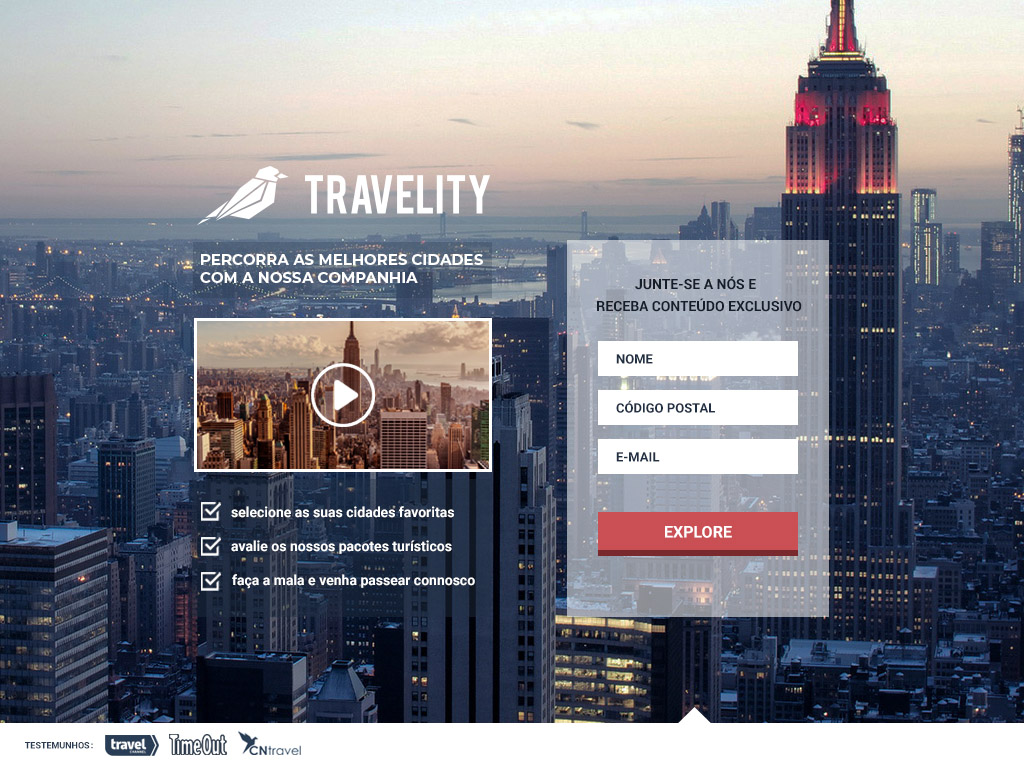 TRAVELITY
PERCORRA AS MELHORES CIDADES
COM A NOSSA COMPANHIA
selecione as suas cidades favoritas
avalie os nossos pacotes turísticos
faça a mala e venha passear connosco
JUNTE-SE A NÓS E
RECEBA CONTEÚDO EXCLUSIVO
NOME
CÓDIGO POSTAL
E-MAIL
EXPLORE
TESTEMUNHOS:
travel
CHANNEL
TimeOut
CNtravel